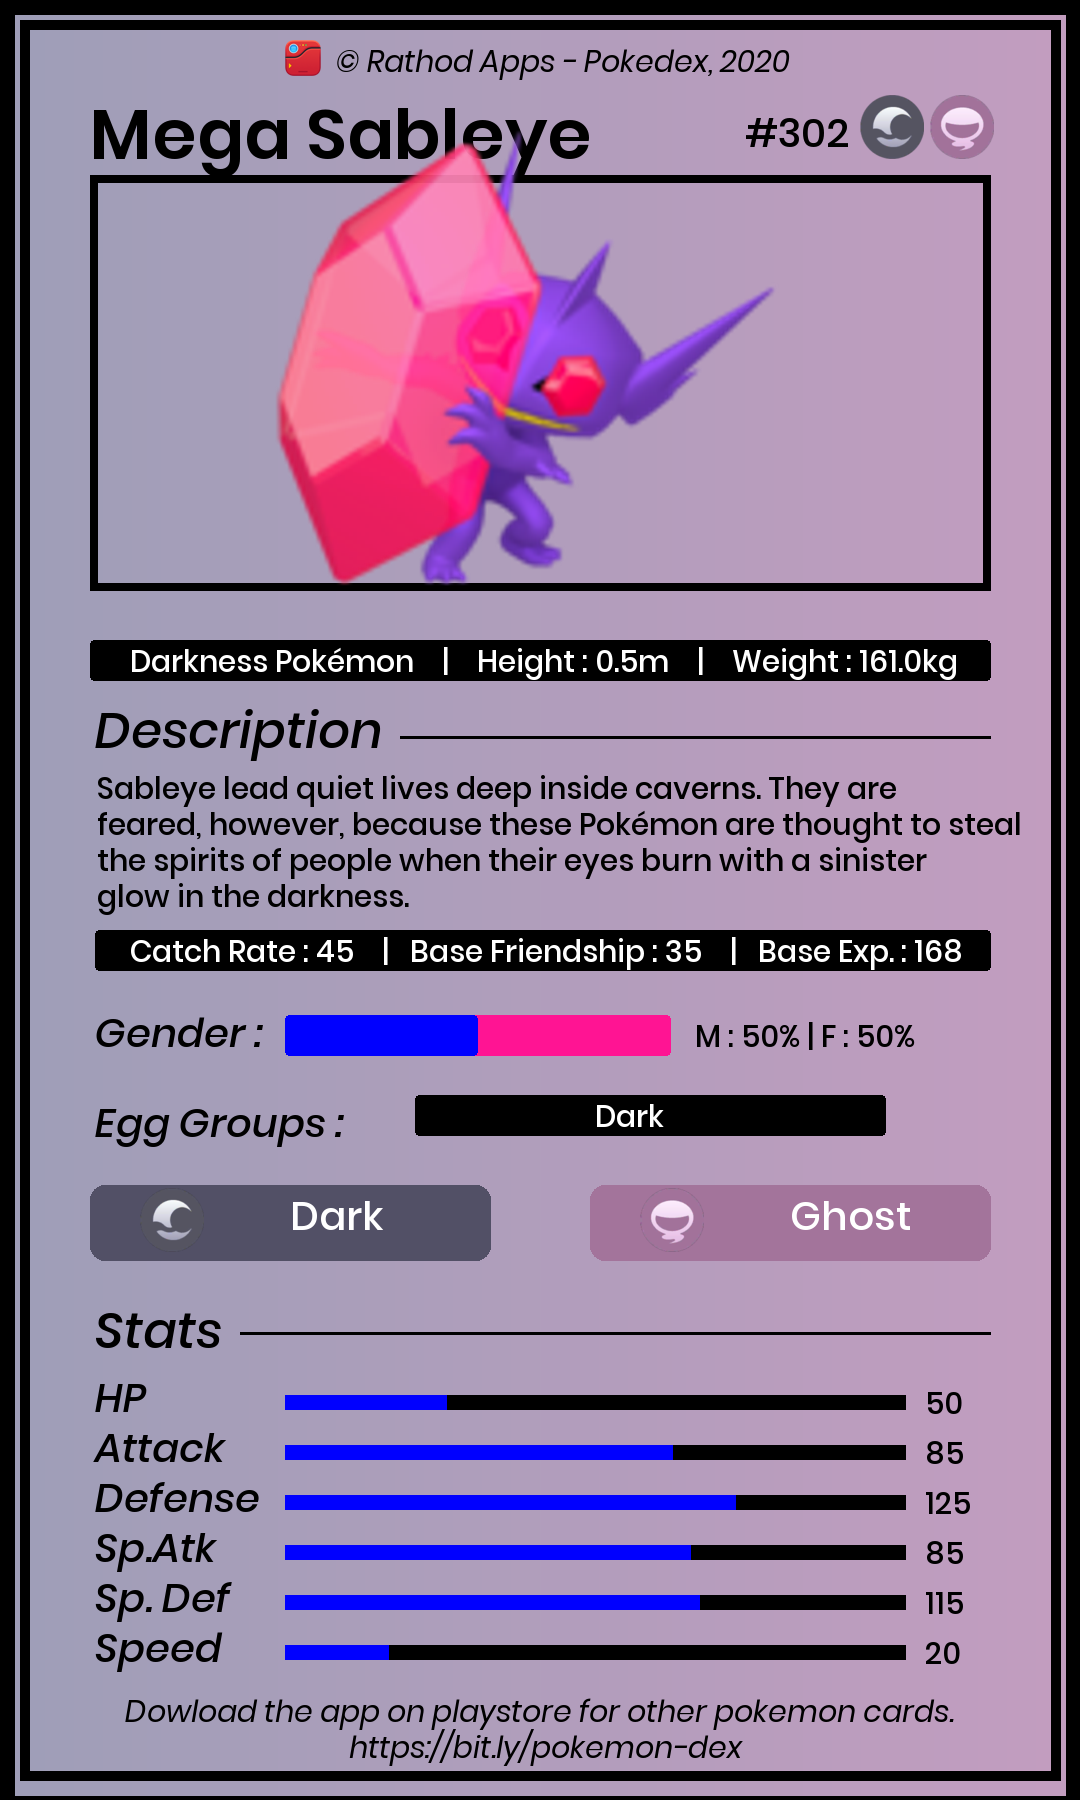 © Rathod Apps - Pokedex, 2020
Mega Sableye #302
Darkness Pokémon | Height : 0.5m | Weight : 161.0kg
Description
Sableye lead quiet lives deep inside caverns. They are
feared, however, because these Pokémon are thought to steal
the spirits of people when their eyes burn with a sinister
glow in the darkness.
Catch Rate : 45 | Base Friendship : 35 | Base Exp. : 168
Gender : M : 50% | F : 50%
Egg Groups : Dark
Dark Ghost
Stats
HP 50
Attack 85
Defense 125
Sp.Atk 85
Sp. Def 115
Speed 20
Dowload the app on playstore for other pokemon cards.
https://bit.ly/pokemon-dex